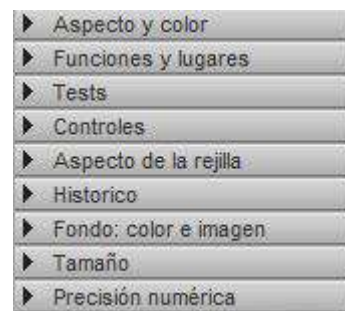 Aspecto y color
Funciones y lugares
Tests
Controles
Aspecto de la rejilla
Historico
Fondo: color e imagen
Tamaño
Precisión numérica